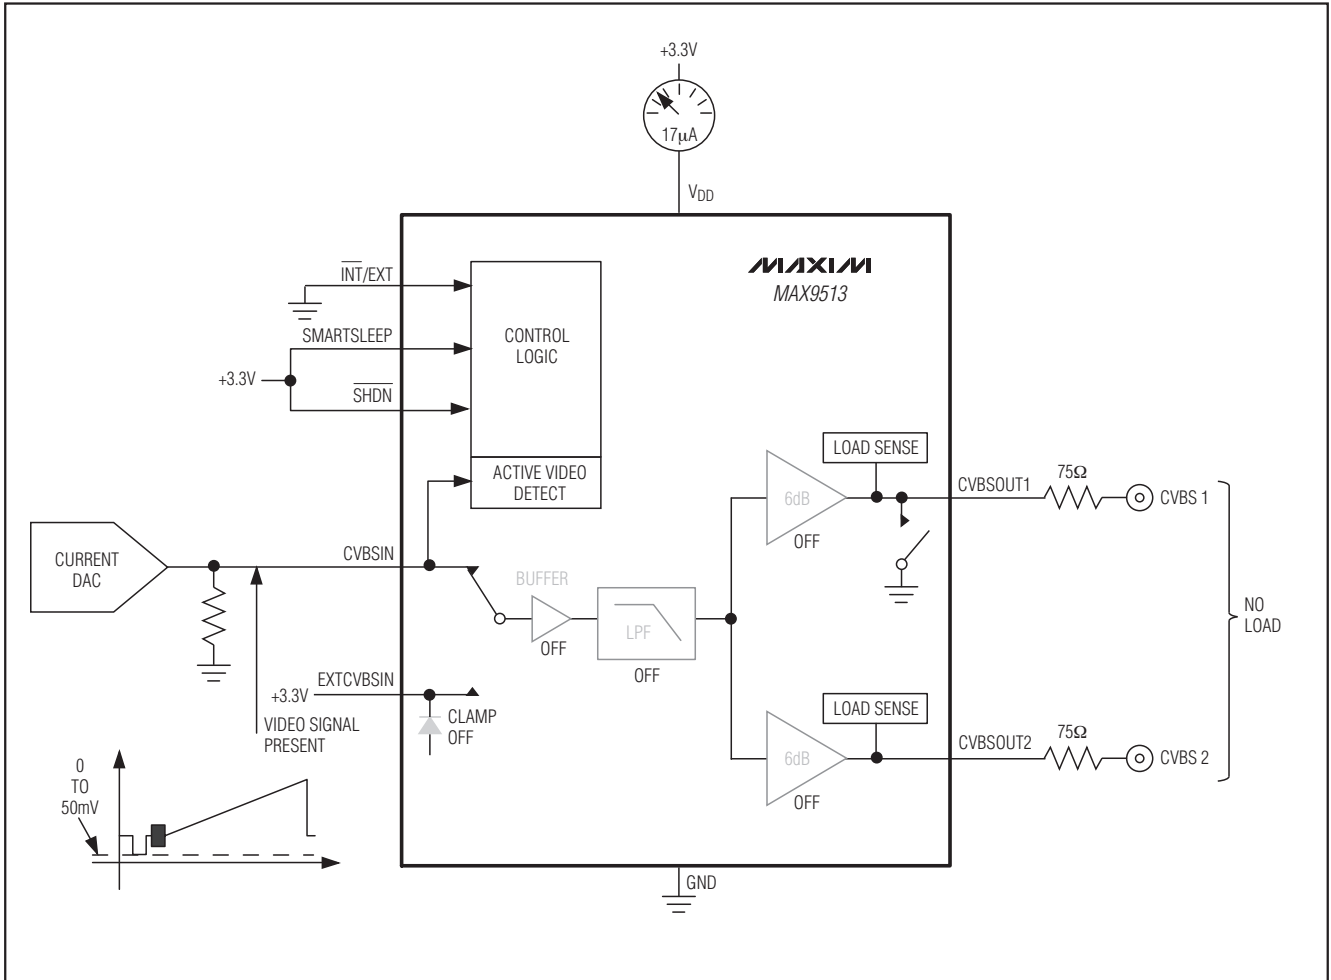 +3.3V
17μA
VDD
MAXIM
MAX9513
INT/EXT
SMARTSLEEP
+3.3V
SHDN
CONTROL
LOGIC
ACTIVE VIDEO
DETECT
CURRENT
DAC
CVBSIN
BUFFER
OFF
LPF
OFF
EXTCVBSIN
+3.3V
CLAMP
OFF
VIDEO SIGNAL
PRESENT
0
TO
50mV
LOAD SENSE
6dB
OFF
CVBSOUT1
75Ω
CVBS 1
LOAD SENSE
6dB
OFF
CVBSOUT2
75Ω
CVBS 2
NO
LOAD
GND